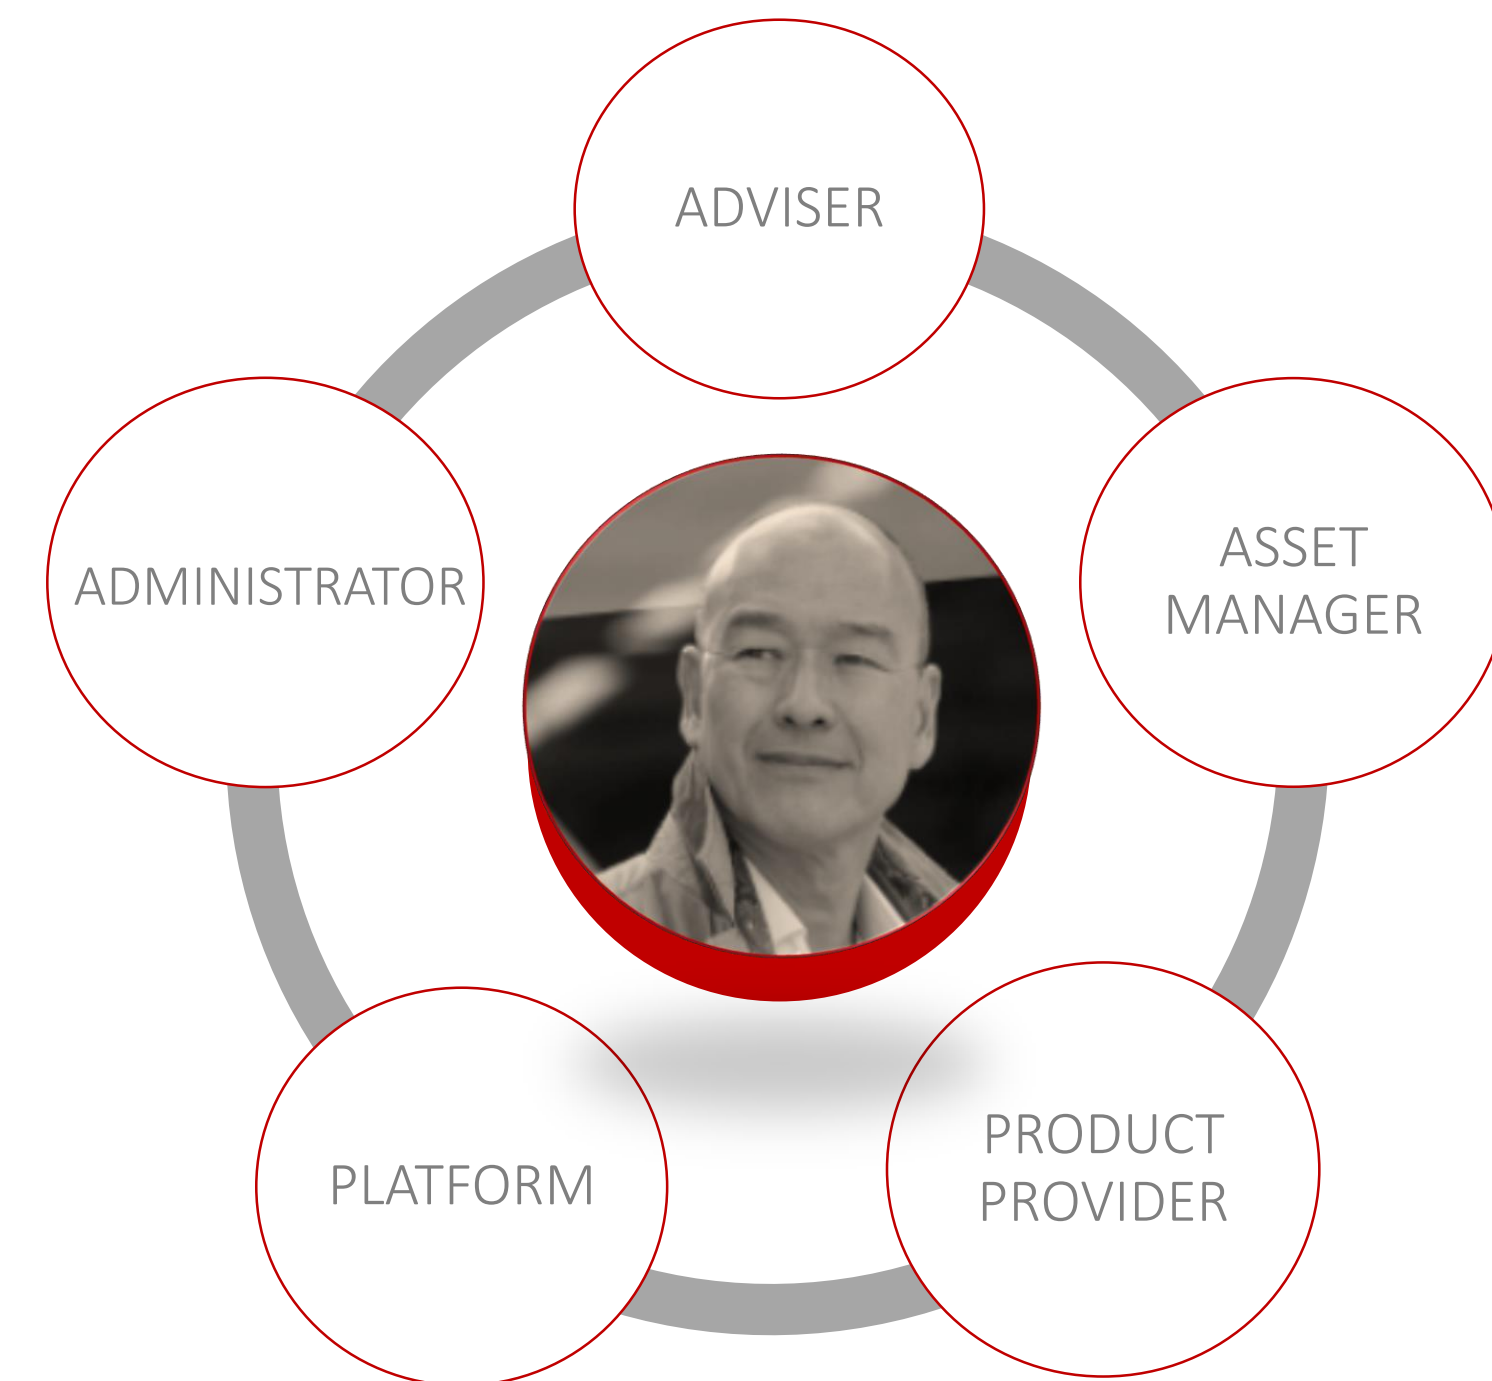 ADVISER
ADMINISTRATOR
ASSET
MANAGER
PLATFORM
PRODUCT
PROVIDER